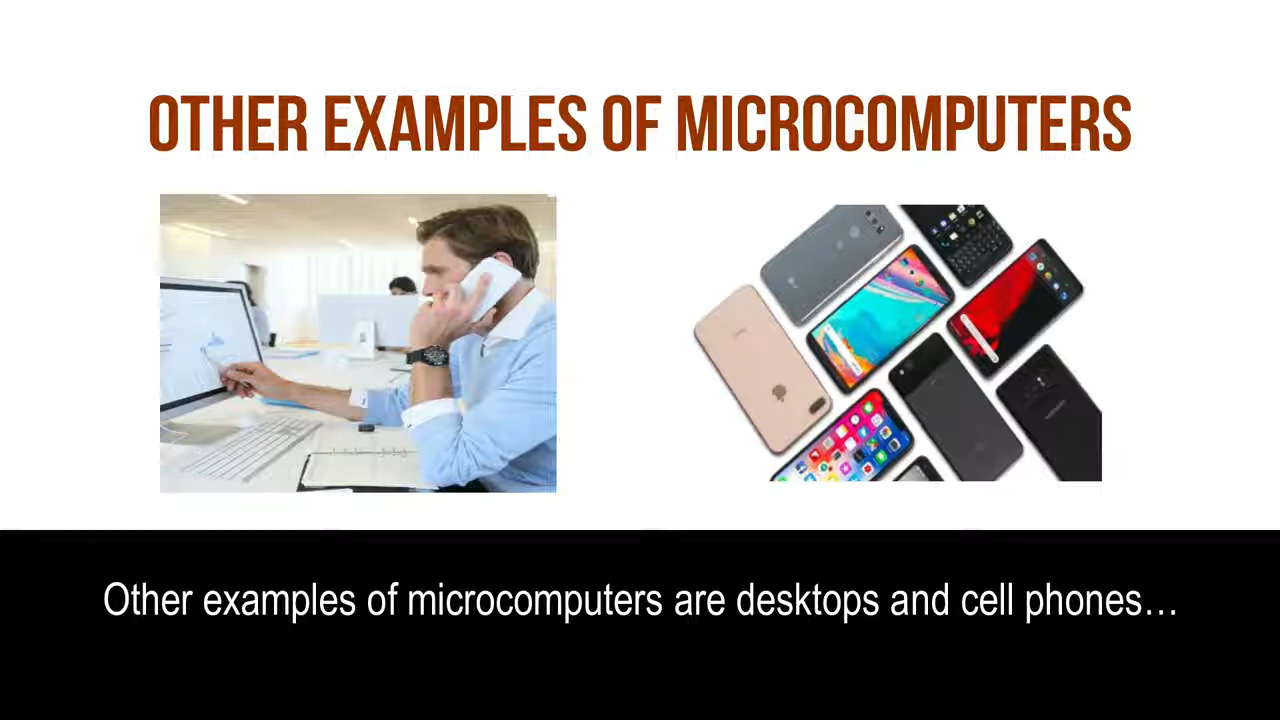 OTHER EXAMPLES OF MICROCOMPUTERS
Other examples of microcomputers are desktops and cell phones…